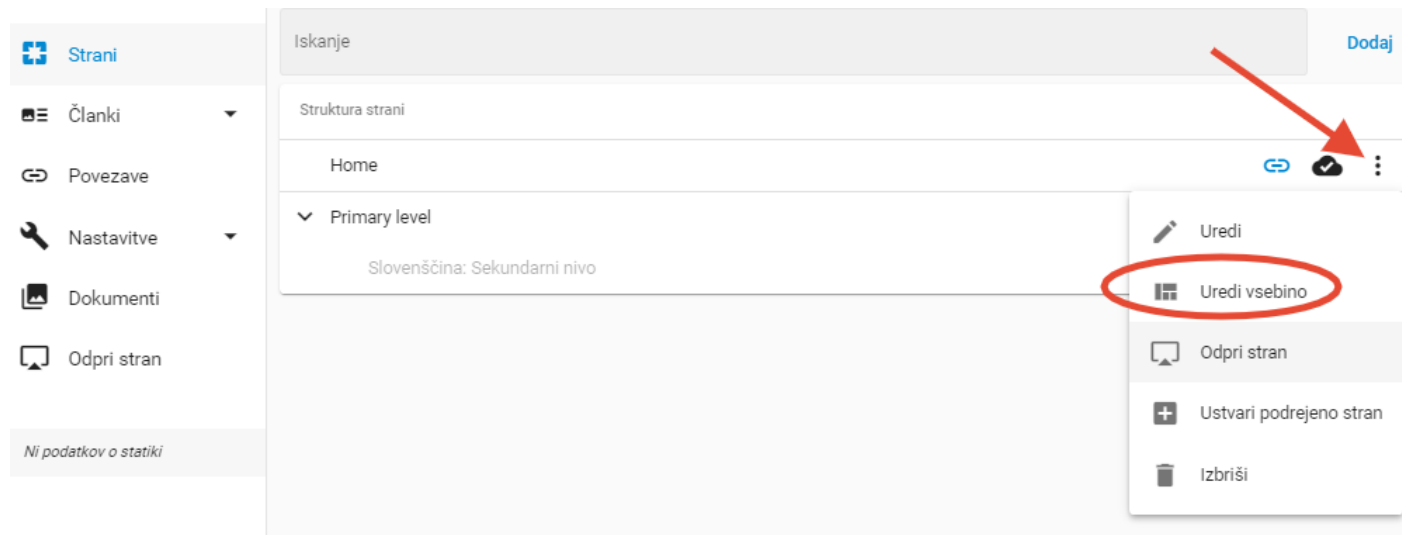 Strani
Članki
Povezave
Nastavitve
Dokumenti
Odpri stran
Ni podatkov o statiki
Iskanje
Dodaj
Struktura strani
Home
Primary level
Slovenščina: Sekundarni nivo
Uredi
Uredi vsebino
Odpri stran
Ustvari podrejeno stran
Izbriši